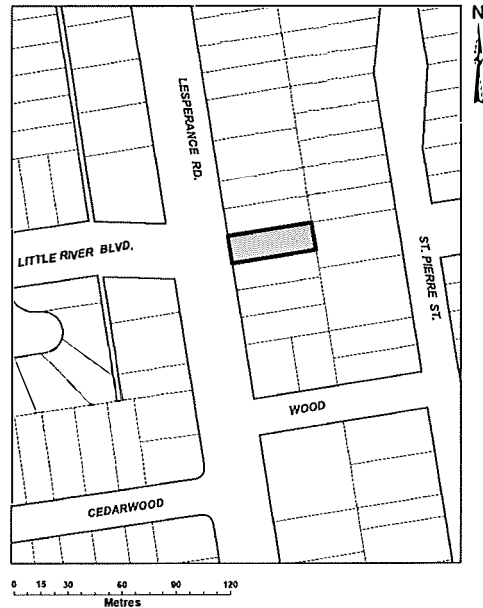 N
LESPERANCE RD.
LITTLE RIVER BLVD.
ST. PIERRE ST.
WOOD
CEDARWOOD
0 15 30 60 90 120
Metres